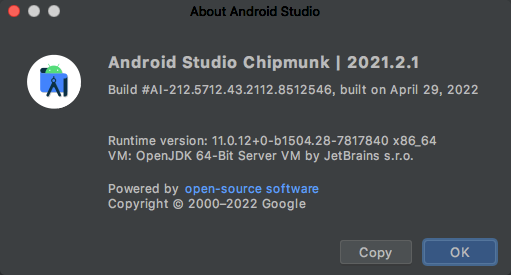 About Android Studio
Android Studio Chipmunk | 2021.2.1
Build #AI-212.5712.43.2112.8512546, built on April 29, 2022
Runtime version: 11.0.12+0-b1504.28-7817840 x86_64
VM: OpenJDK 64-Bit Server VM by JetBrains s.r.o.
Powered by open-source software
Copyright © 2000–2022 Google
Copy
OK